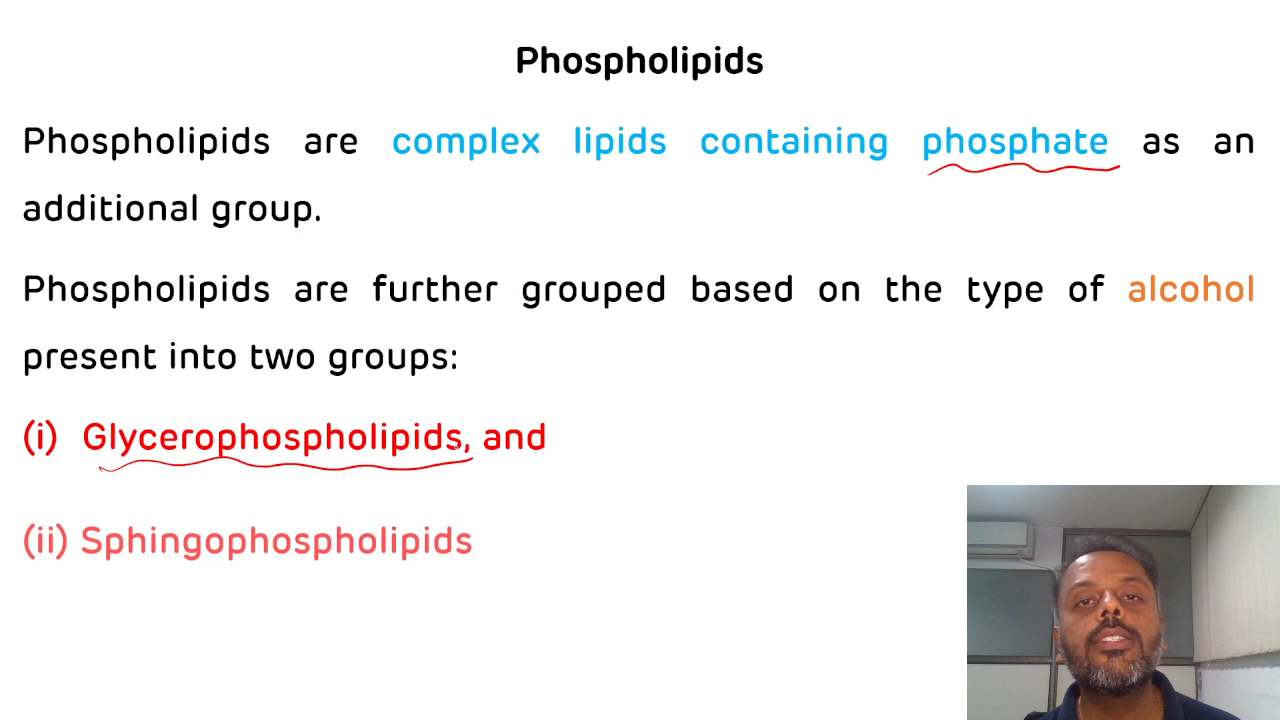 Phospholipids
Phospholipids are complex lipids containing phosphate as an
additional group.
Phospholipids are further grouped based on the type of alcohol
present into two groups:
(i) Glycerophospholipids, and
(ii) Sphingophospholipids